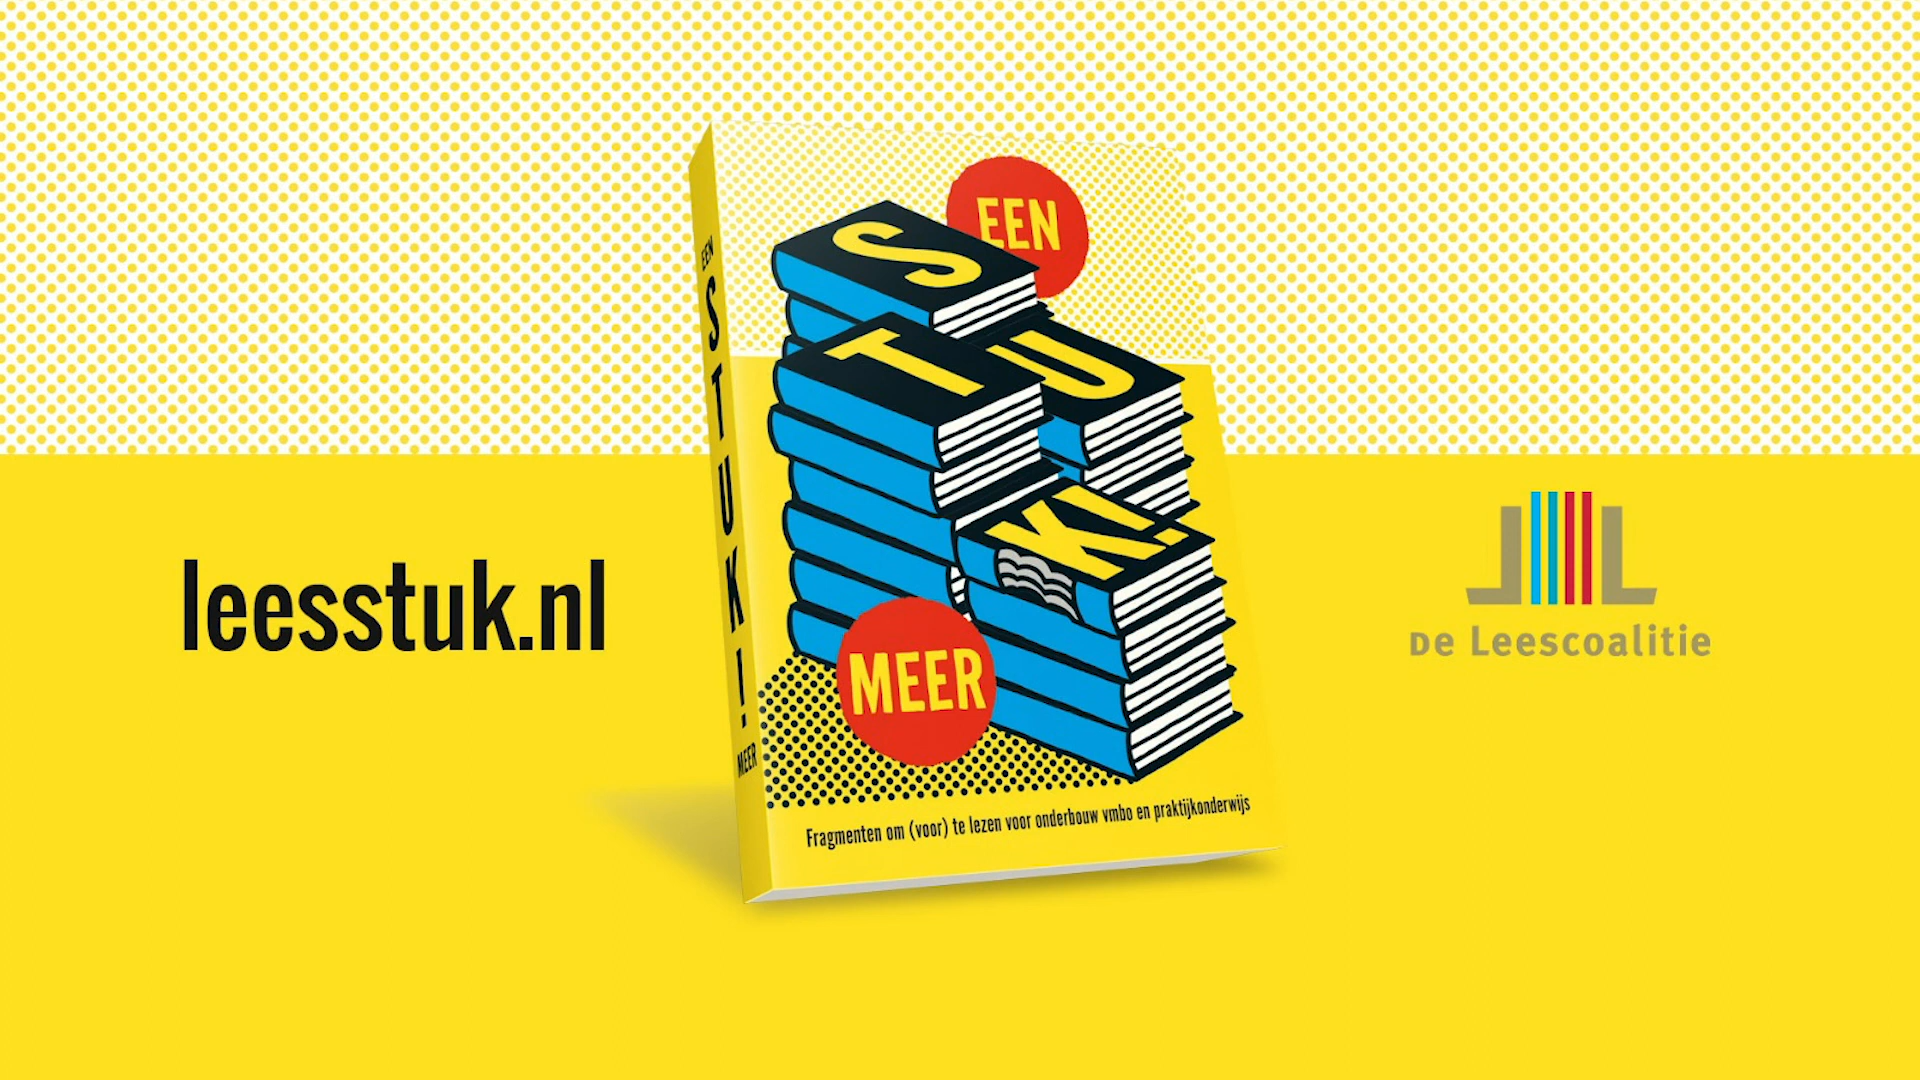 EEN
STUK!
MEER
Fragmenten om (voor) te lezen voor onderbouw vmbo en praktijkonderwijs
EEN STUK! MEER
leesstuk.nl
De Leescoalitie